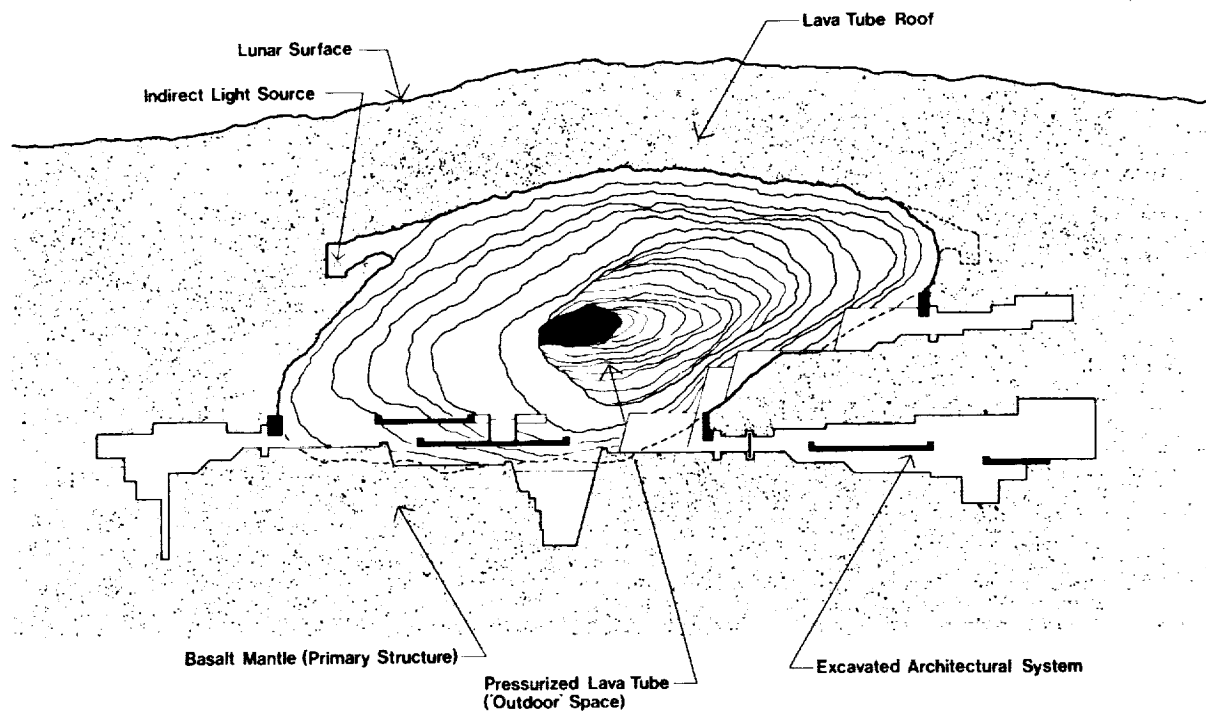 Lava Tube Roof
Lunar Surface
Indirect Light Source
Basalt Mantle (Primary Structure)
Pressurized Lava Tube
('Outdoor' Space)
Excavated Architectural System